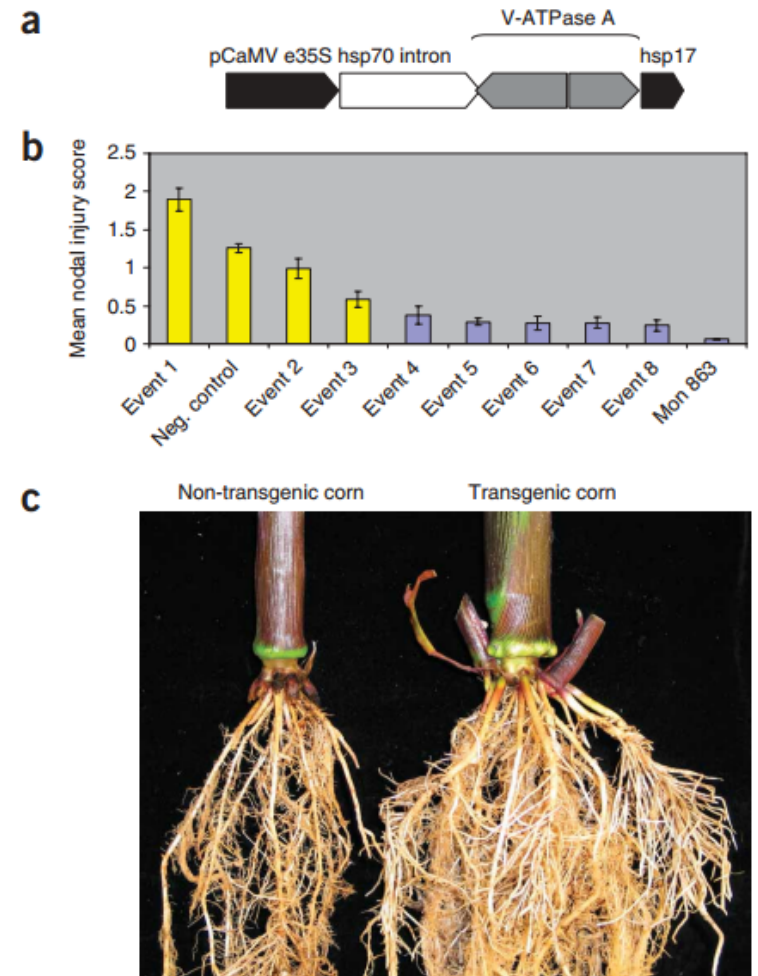 a
V-ATPase A
pCaMV e35S hsp70 intron hsp17
b
Mean nodal injury score
2.5
2
1.5
1
0.5
0
Event 1
Neg. control
Event 2
Event 3
Event 4
Event 5
Event 6
Event 7
Event 8
Mon 863
c
Non-transgenic corn Transgenic corn